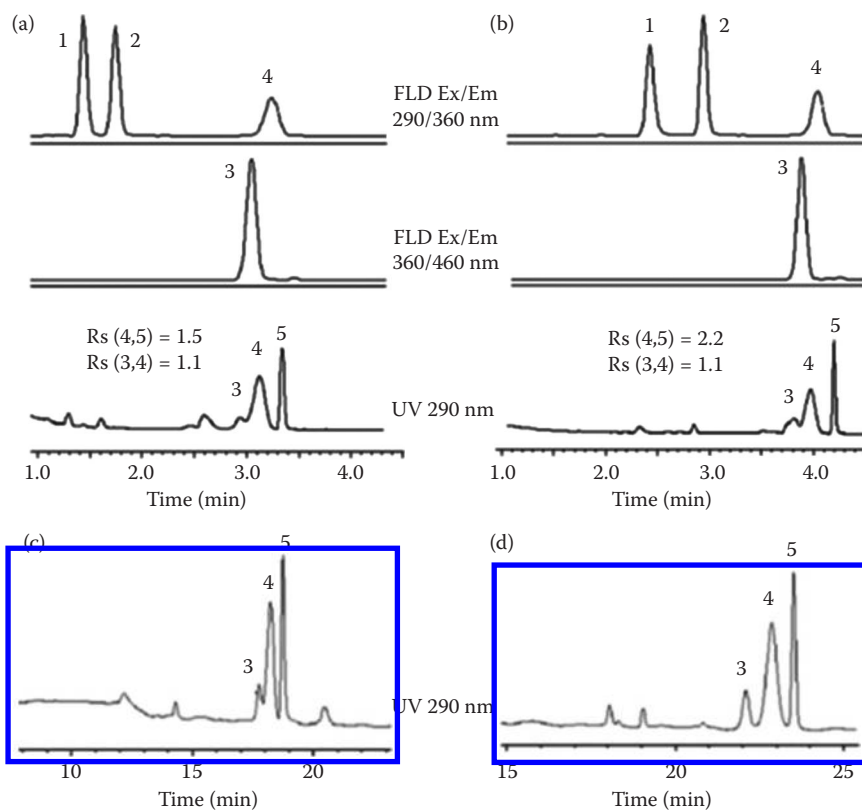 (a)
1
2
4
FLD Ex/Em
290/360 nm
3
FLD Ex/Em
360/460 nm
Rs (4,5) = 1.5
Rs (3,4) = 1.1
3
4
5
UV 290 nm
1.0 2.0 3.0 4.0
Time (min)
(b)
1
2
4
3
Rs (4,5) = 2.2
Rs (3,4) = 1.1
3
4
5
1.0 2.0 3.0 4.0
Time (min)
(c)
3
4
5
UV 290 nm
10 15 20
Time (min)
(d)
3
4
5
15 20 25
Time (min)